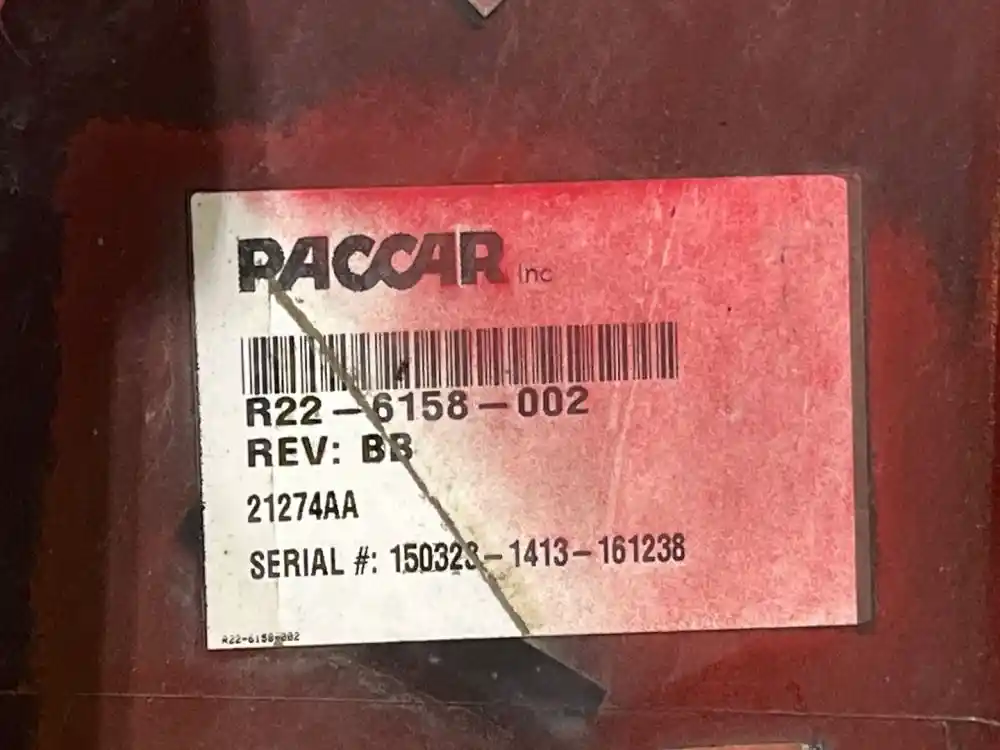 PACCAR Inc
R22-6158-002
REV: BB
21274AA
SERIAL #: 150323-1413-161238
R22-6158-002